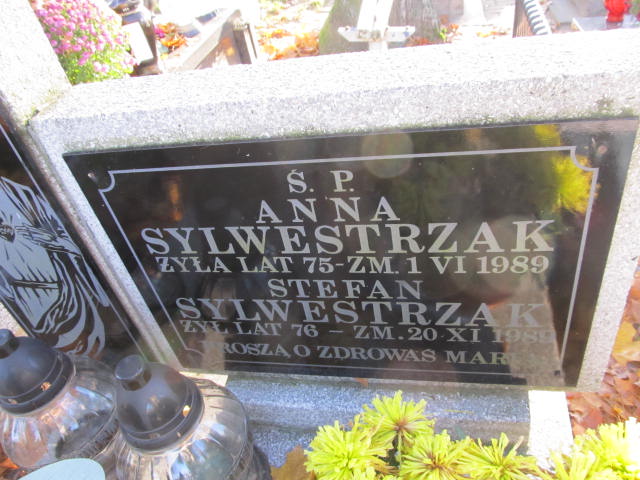 Ś. P.
ANNA
SYLWESTRZAK
ŻYŁA LAT 75-ZM. 1 VI 1989
STEFAN
SYLWESTRZAK
ŻYŁ LAT 76 - ZM. 20 XI 1989
PROSZĄ O ZDROWAŚ